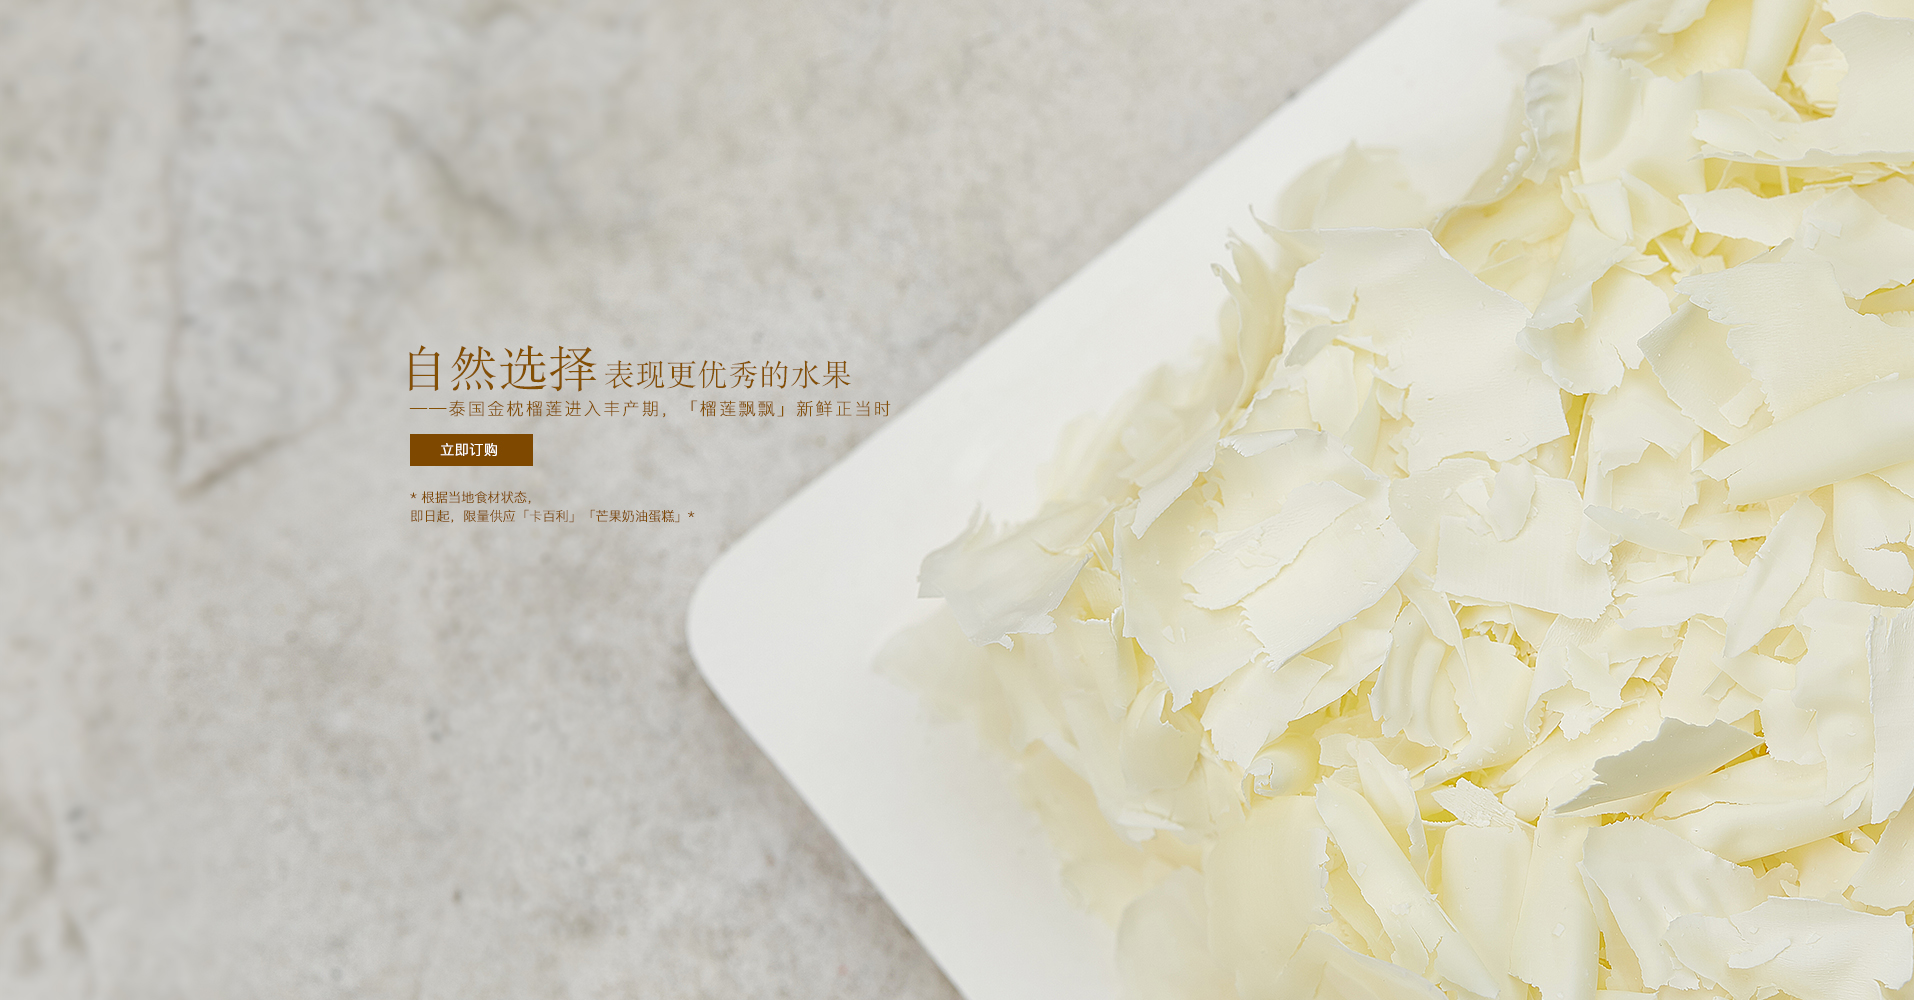 自然选择 表现更优秀的水果
——泰国金枕榴莲进入丰产期，「榴莲飘飘」新鲜正当时
立即订购
* 根据当地食材状态，
即日起，限量供应「卡百利」「芒果奶油蛋糕」*